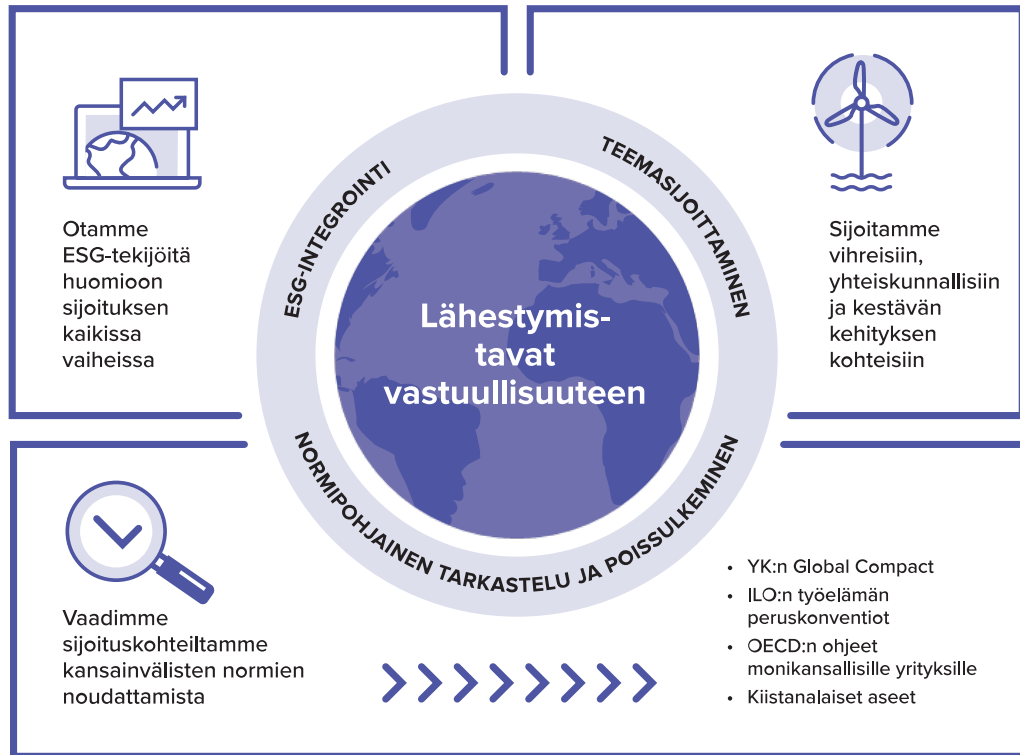 Otamme
ESG-tekijöitä
huomioon
sijoituksen
kaikissa
vaiheissa
ESG-INTEGROINTI
TEEMASIJOITTAMINEN
Sijoitamme
vihreisiin,
yhteiskunnallisiin
ja kestävän
kehityksen
kohteisiin
Lähestymis-
tavat
vastuullisuuteen
NORMIPOHJAINEN TARKASTELU JA POISSULKEMINEN
Vaadimme
sijoituskohteiltamme
kansainvälisten normien
noudattamista
• YK:n Global Compact
• ILO:n työelämän
peruskonventiot
• OECD:n ohjeet
monikansallisille yrityksille
• Kiistanalaiset aseet